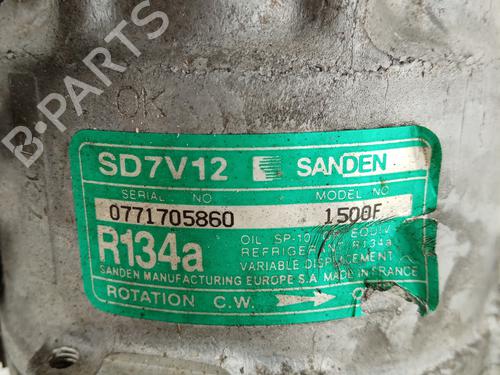 B-PARTS
OK
SD7V12 SANDEN
SERIAL NO MODEL NO
0771705860 1500F
R134a
OIL SP-10 EQUIV
REFRIGERANT R134a
VARIABLE DISPLACEMENT
SANDEN MANUFACTURING EUROPE S.A MADE IN FRANCE
ROTATION C.W.